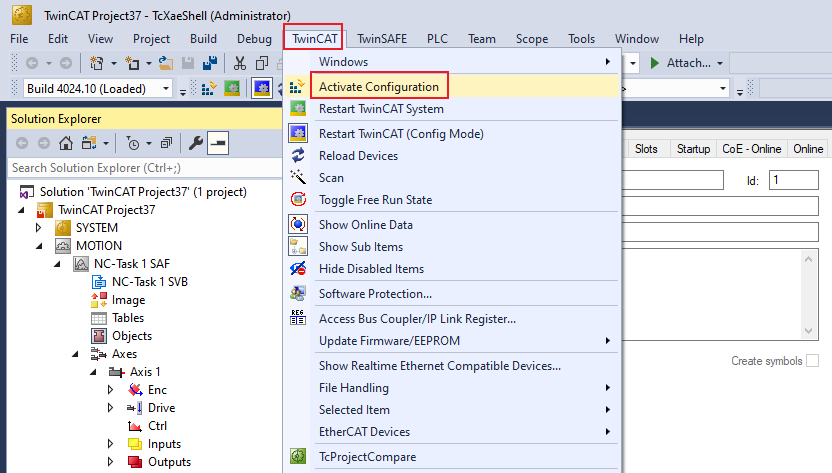 TwinCAT Project37 - TcXaeShell (Administrator)
File Edit View Project Build Debug TwinCAT TwinSAFE PLC Team Scope Tools Window Help
Attach...
Build 4024.10 (Loaded)
Solution Explorer
Search Solution Explorer (Ctrl+;)
Solution 'TwinCAT Project37' (1 project)
TwinCAT Project37
SYSTEM
MOTION
NC-Task 1 SAF
NC-Task 1 SVB
Image
Tables
Objects
Axes
Axis 1
Enc
Drive
Ctrl
Inputs
Outputs
Windows
Activate Configuration
Restart TwinCAT System
Restart TwinCAT (Config Mode)
Reload Devices
Scan
Toggle Free Run State
Show Online Data
Show Sub Items
Hide Disabled Items
Software Protection...
REG
Access Bus Coupler/IP Link Register...
Update Firmware/EEPROM
Show Realtime Ethernet Compatible Devices...
File Handling
Selected Item
EtherCAT Devices
TcProjectCompare
Slots Startup CoE - Online Online
Id: 1
Create symbols